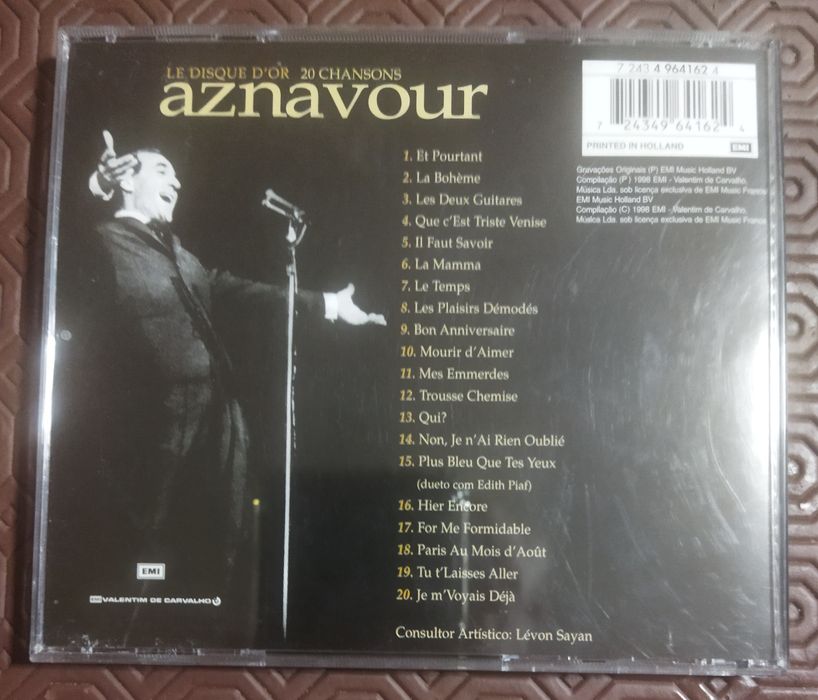 LE DISQUE D'OR 20 CHANSONS
aznavour
7 243 4 964162 4
7 24349 64162 4
PRINTED IN HOLLAND
EMI
Gravações Originais (P) EMI Music Holland BV
Compilação (P) 1998 EMI - Valentim de Carvalho,
Música Lda. sob licença exclusiva de EMI Music France
EMI Music Holland BV
Compilação (C) 1998 EMI - Valentim de Carvalho,
Música Lda. sob licença exclusiva de EMI Music France
1. Et Pourtant
2. La Bohème
3. Les Deux Guitares
4. Que c'Est Triste Venise
5. Il Faut Savoir
6. La Mamma
7. Le Temps
8. Les Plaisirs Démodés
9. Bon Anniversaire
10. Mourir d'Aimer
11. Mes Emmerdes
12. Trousse Chemise
13. Qui?
14. Non, Je n'Ai Rien Oublié
15. Plus Bleu Que Tes Yeux
(dueto com Edith Piaf)
16. Hier Encore
17. For Me Formidable
18. Paris Au Mois d'Août
19. Tu t'Laisses Aller
20. Je m'Voyais Déjà
Consultor Artístico: Lévon Sayan
EMI
EMI VALENTIM DE CARVALHO